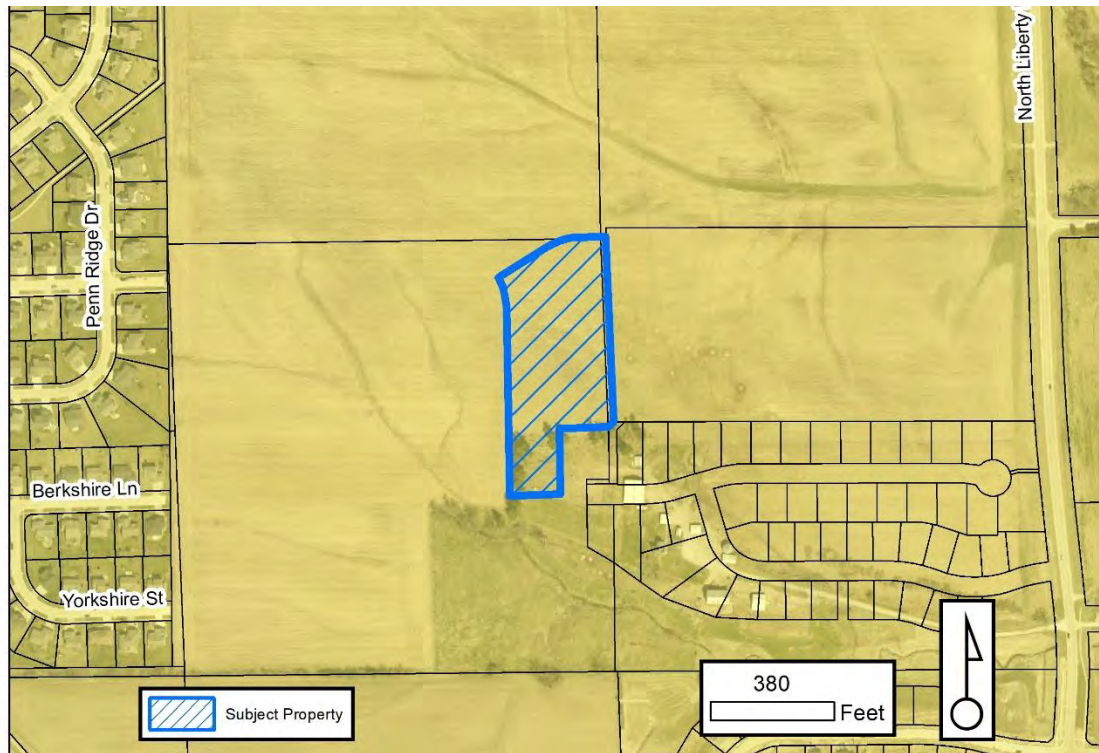 North Liberty
Penn Ridge Dr
Berkshire Ln
Yorkshire St
Subject Property
380
Feet